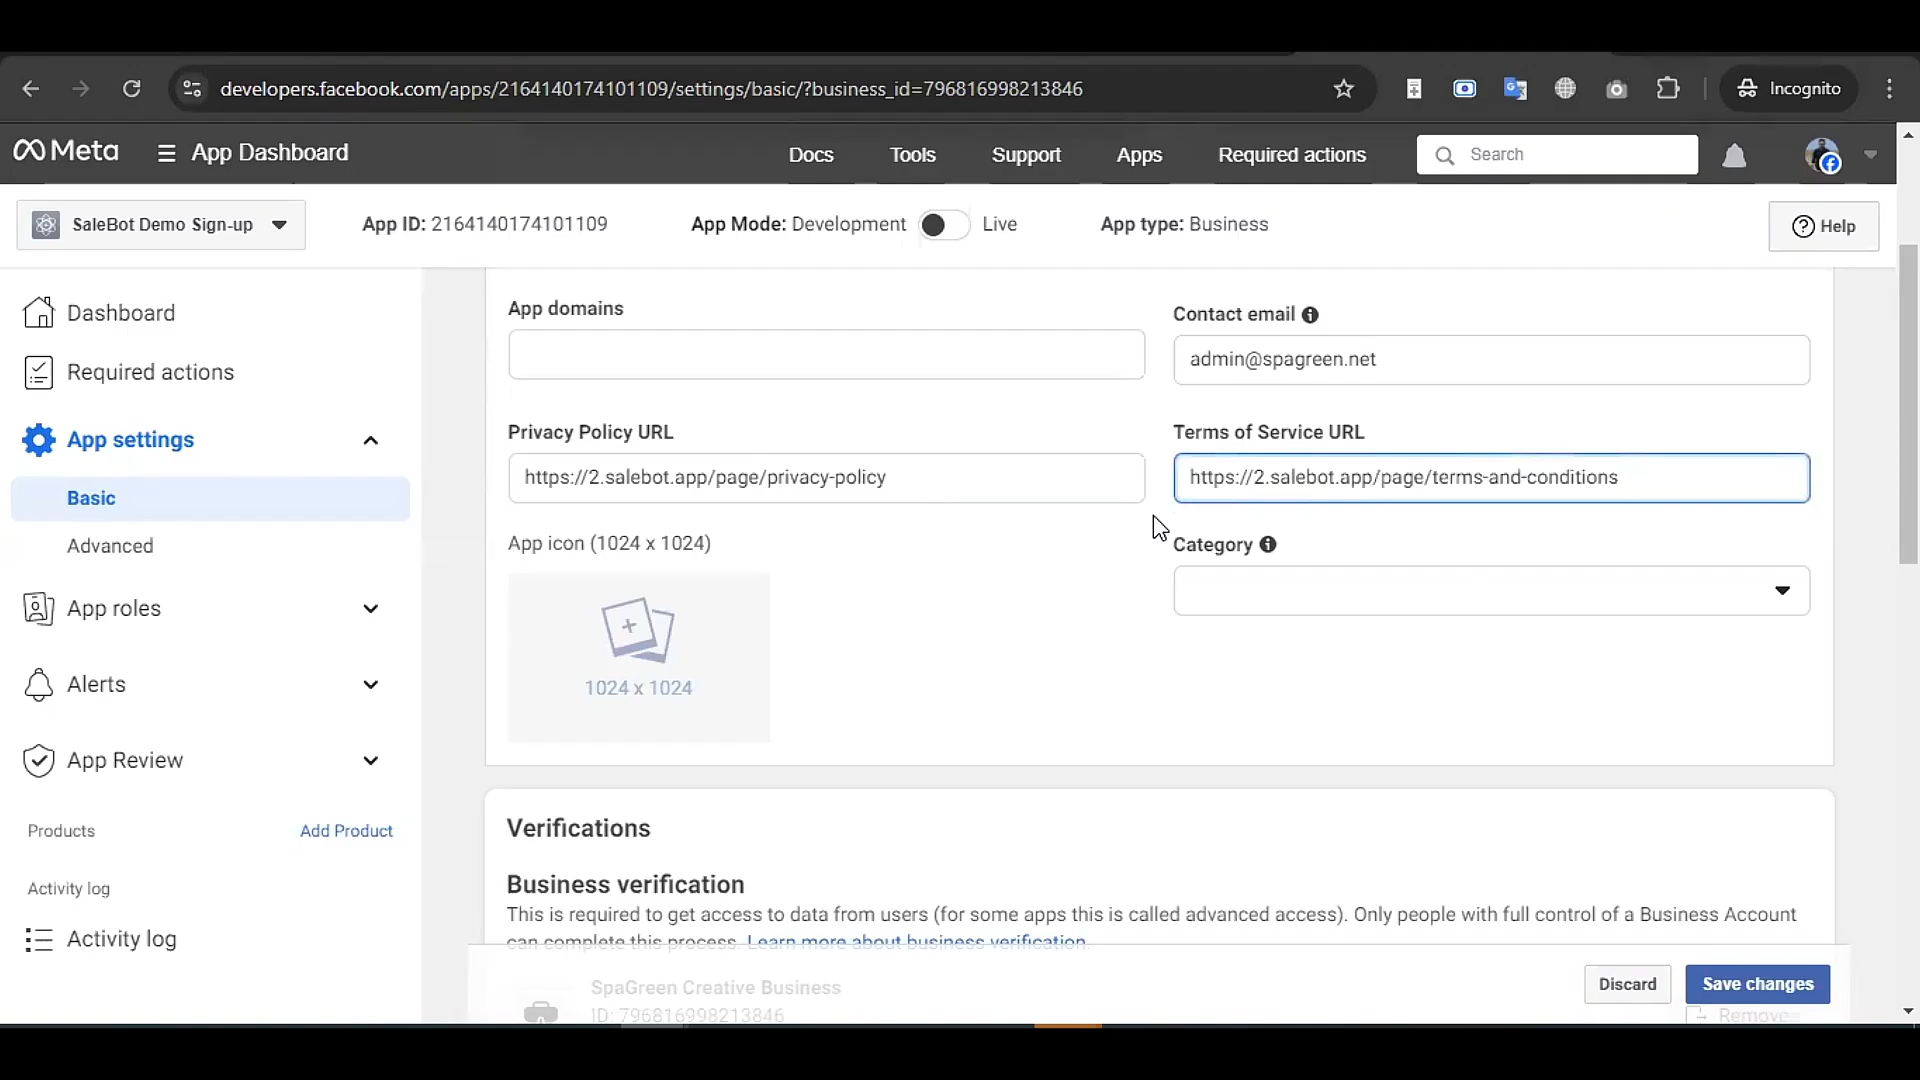 developers.facebook.com/apps/2164140174101109/settings/basic/?business_id=796816998213846
Incognito
Meta
App Dashboard
Docs
Tools
Support
Apps
Required actions
Search
SaleBot Demo Sign-up
App ID: 2164140174101109
App Mode: Development
Live
App type: Business
Help
Dashboard
Required actions
App settings
Basic
Advanced
App roles
Alerts
App Review
Products
Add Product
Activity log
Activity log
App domains
Contact email
admin@spagreen.net
Privacy Policy URL
https://2.salebot.app/page/privacy-policy
Terms of Service URL
https://2.salebot.app/page/terms-and-conditions
App icon (1024 x 1024)
1024 x 1024
Category
Verifications
Business verification
This is required to get access to data from users (for some apps this is called advanced access). Only people with full control of a Business Account
can complete this process. Learn more about business verification.
SpaGreen Creative Business
ID: 796816998213846
Discard
Save changes
Remove